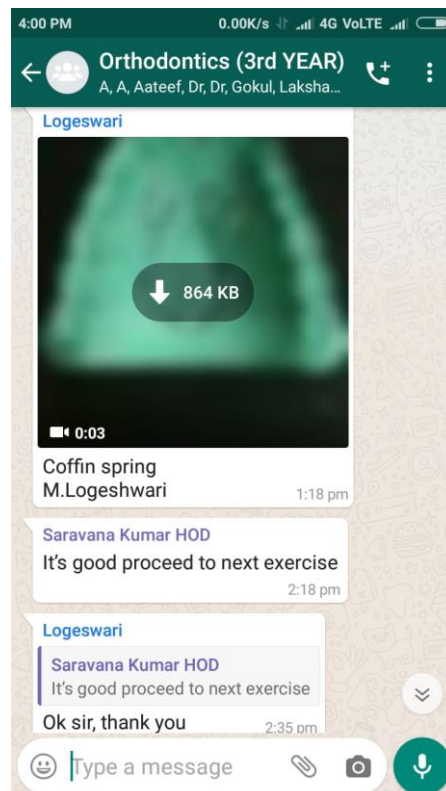 4:00 PM 0.00K/s 4G VoLTE
Orthodontics (3rd YEAR)
A, A, Aateef, Dr, Dr, Gokul, Laksha...
Logeswari
864 KB
0:03
Coffin spring
M.Logeshwari
1:18 pm
Saravana Kumar HOD
It's good proceed to next exercise
2:18 pm
Logeswari
Saravana Kumar HOD
It's good proceed to next exercise
Ok sir, thank you
2:35 pm
Type a message